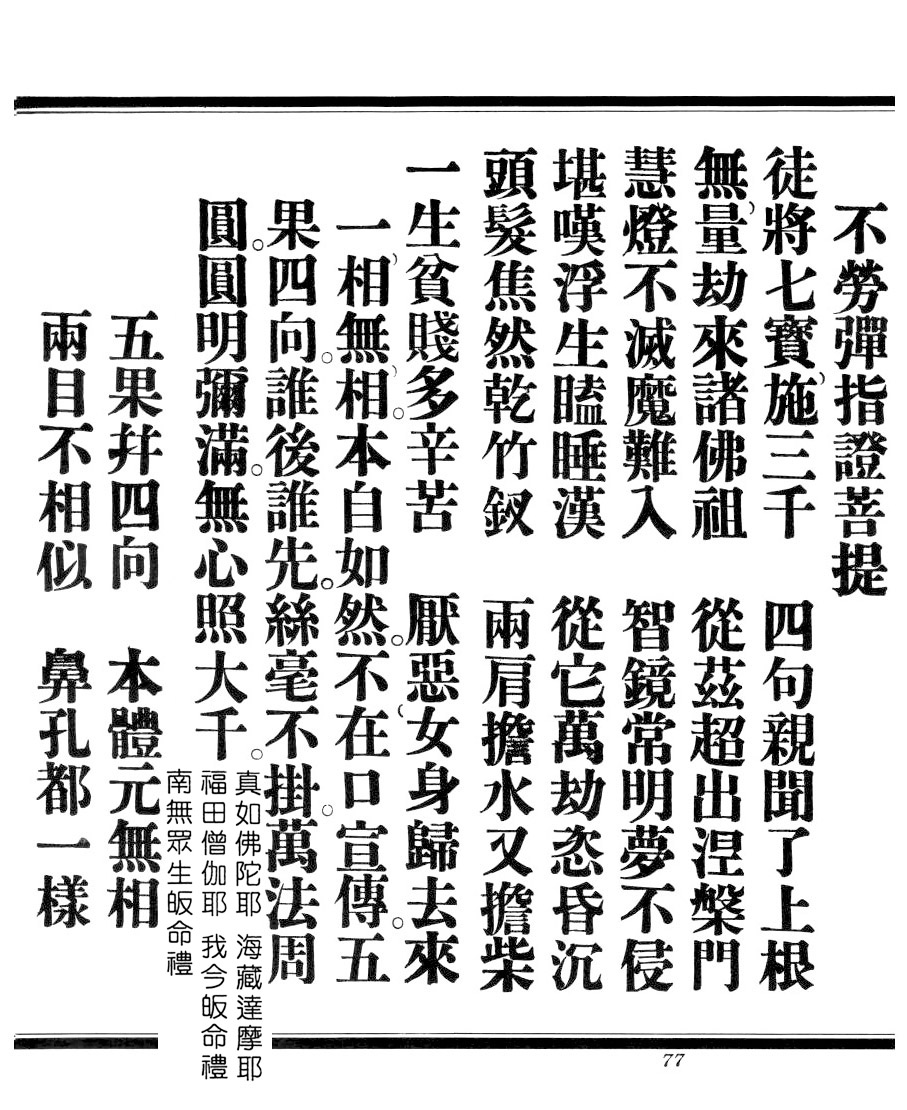 不勞彈指證菩提
徒將七寶施三千　四句親聞了上根
無量劫來諸佛祖　從茲超出涅槃門
慧燈不滅魔難入　智鏡常明夢不侵
堪嘆浮生瞌睡漢　從它萬劫恣昏沉
頭髮焦然乾竹釵　兩肩擔水又擔柴
一生貧賤多辛苦　厭惡女身歸去來
一相無相。本自如然。不在口宣傳。五
果四向。誰後誰先。絲毫不掛。萬法周
圓。圓明彌滿。無心照大千。
真如佛陀耶　海藏達摩耶
福田僧伽耶　我今皈命禮
南無眾生皈命禮
五果幷四向　本體元無相
兩目不相似　鼻孔都一樣
77